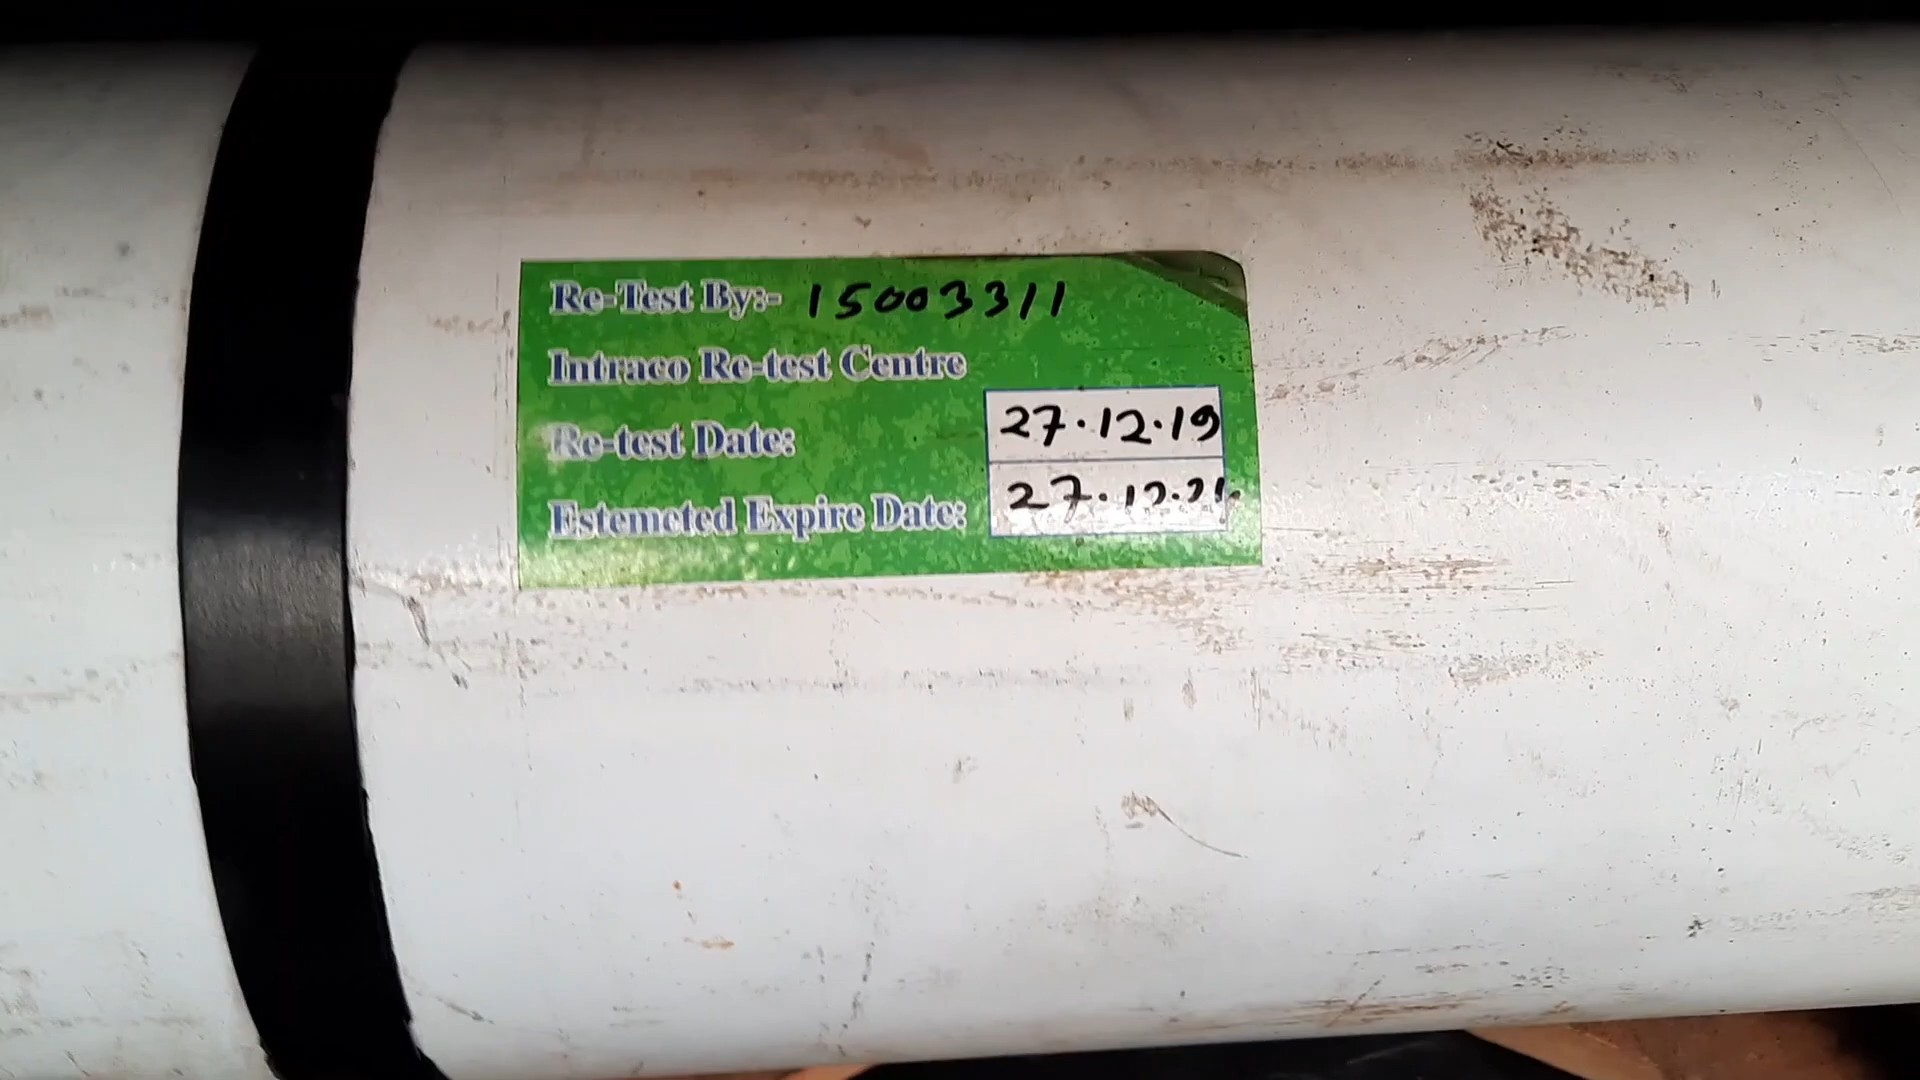 Re-Test By:- 15003311
Intraco Re-test Centre
Re-test Date: 27.12.19
Estemeted Expire Date: